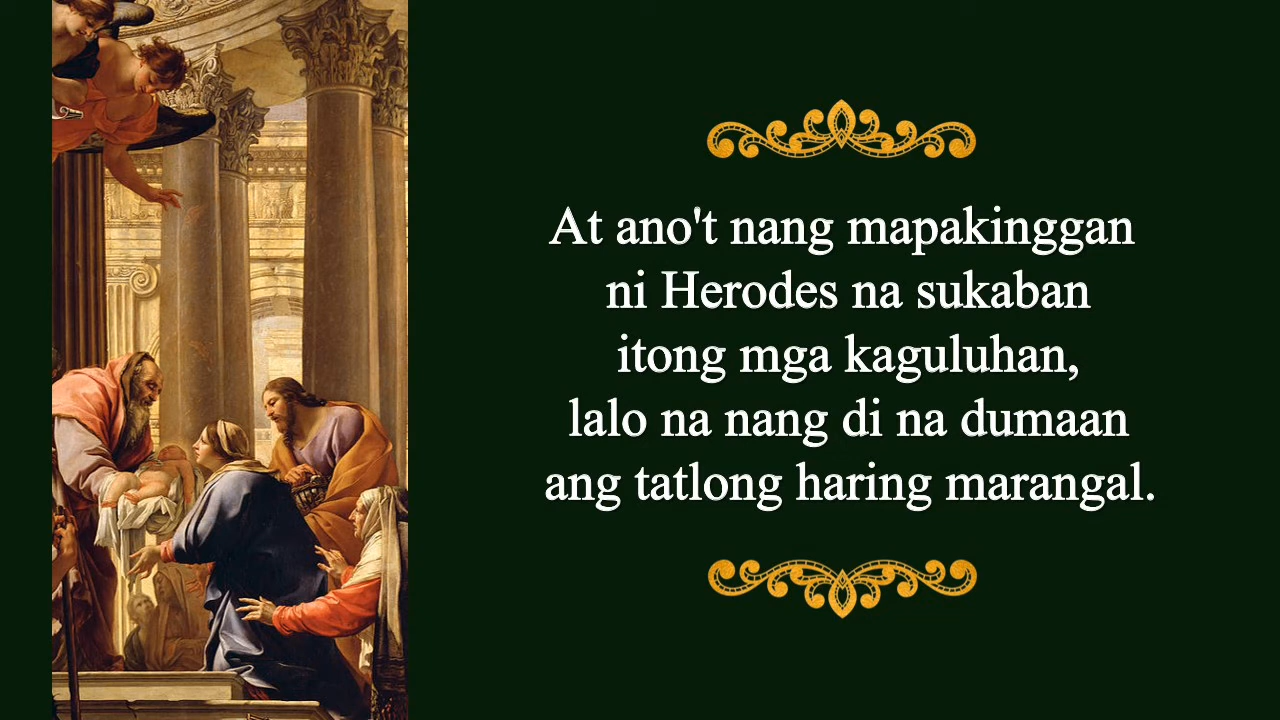 At ano't nang mapakinggan
ni Herodes na sukaban
itong mga kaguluhan,
lalo na nang di na dumaan
ang tatlong haring marangal.